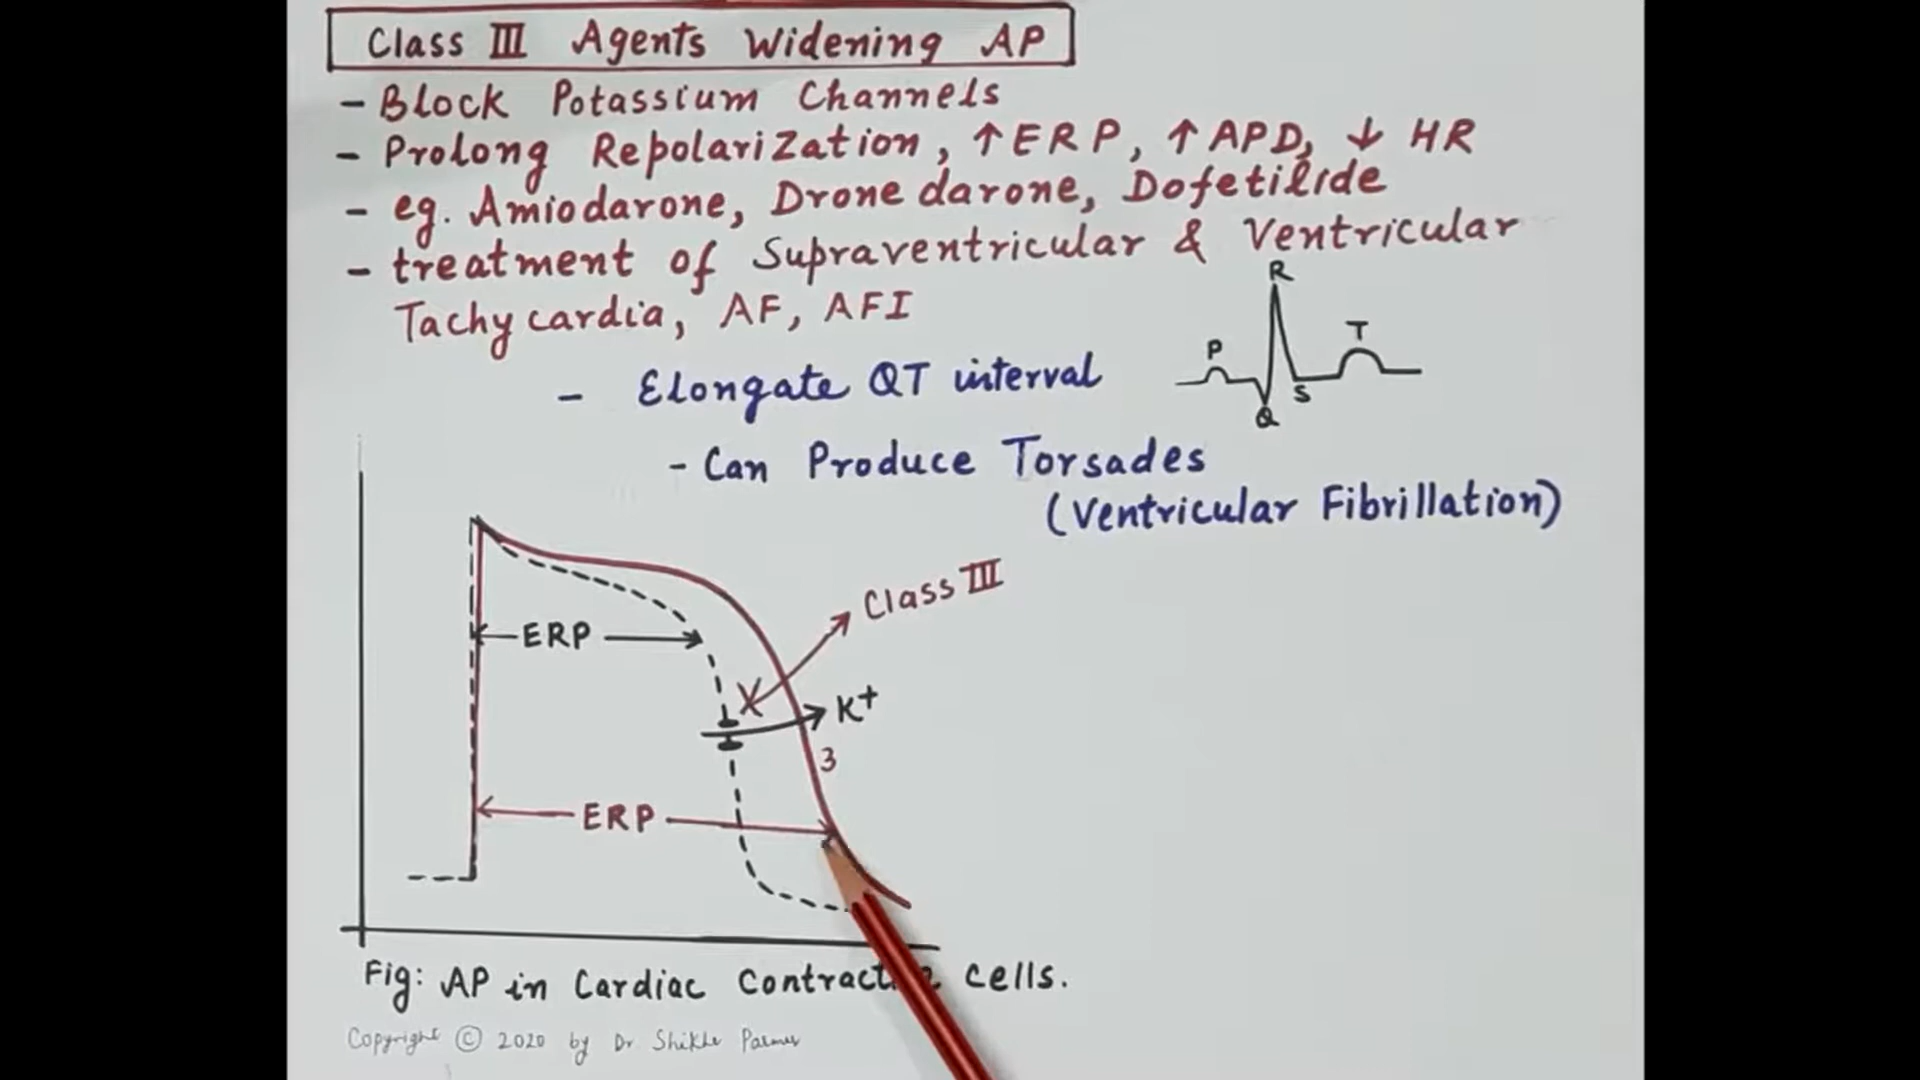 Class III Agents Widening AP
- Block Potassium Channels
- Prolong Repolarization, ↑ERP, ↑APD, ↓ HR
- eg. Amiodarone, Dronedarone, Dofetilide
- treatment of Supraventricular & Ventricular
Tachycardia, AF, AFI
- Elongate QT interval
P Q R S T
- Can Produce Torsades
(Ventricular Fibrillation)
Class III
ERP
K+
3
ERP
Fig: AP in Cardiac Contract cells.
Copyright © 2020 by Dr Shikha Parmar